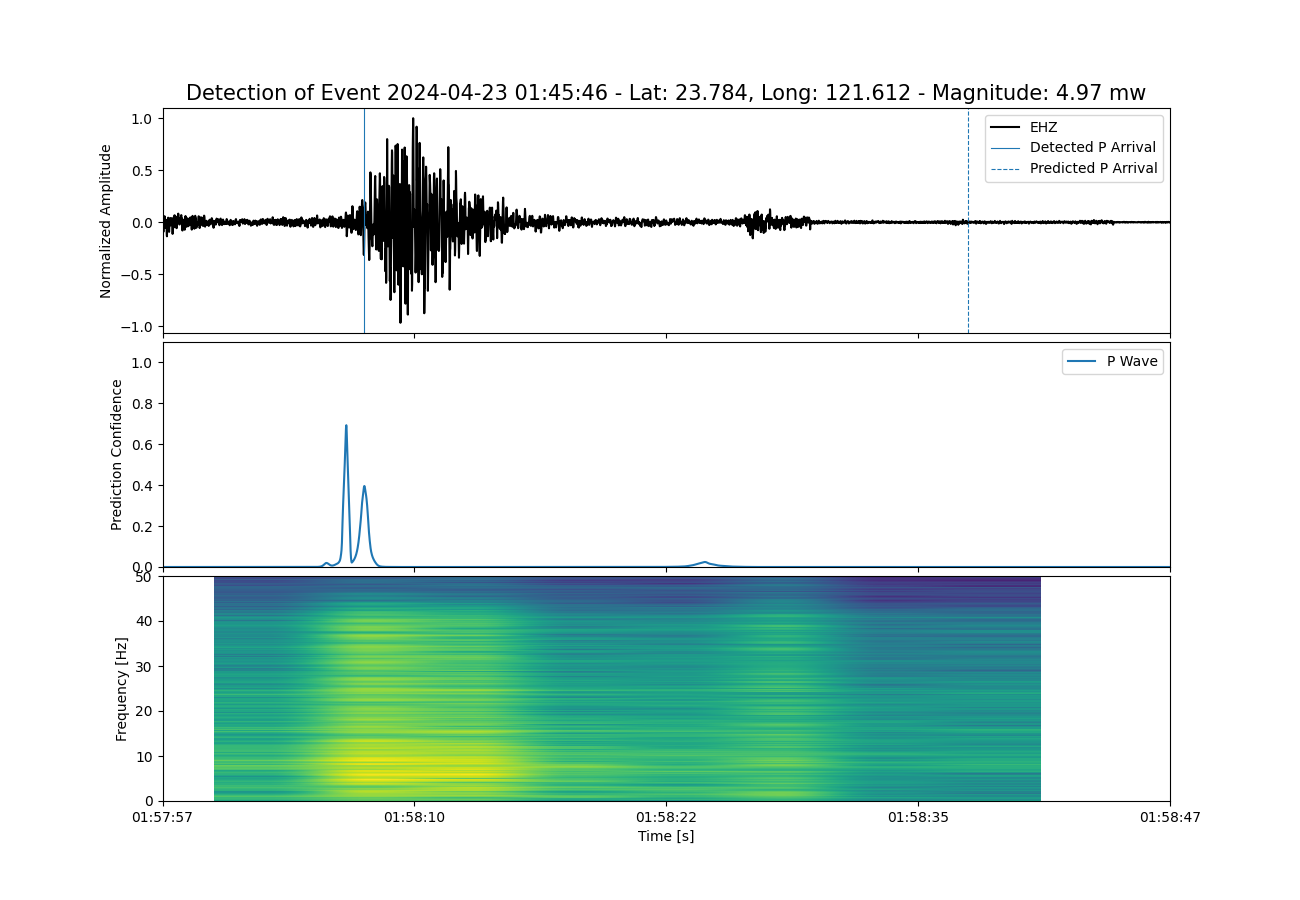 Detection of Event 2024-04-23 01:45:46 - Lat: 23.784, Long: 121.612 - Magnitude: 4.97 mw
Normalized Amplitude
1.0
0.5
0.0
−0.5
−1.0
EHZ
Detected P Arrival
Predicted P Arrival
Prediction Confidence
1.0
0.8
0.6
0.4
0.2
0.0
P Wave
Frequency [Hz]
50
40
30
20
10
0
01:57:57
01:58:10
01:58:22
01:58:35
01:58:47
Time [s]